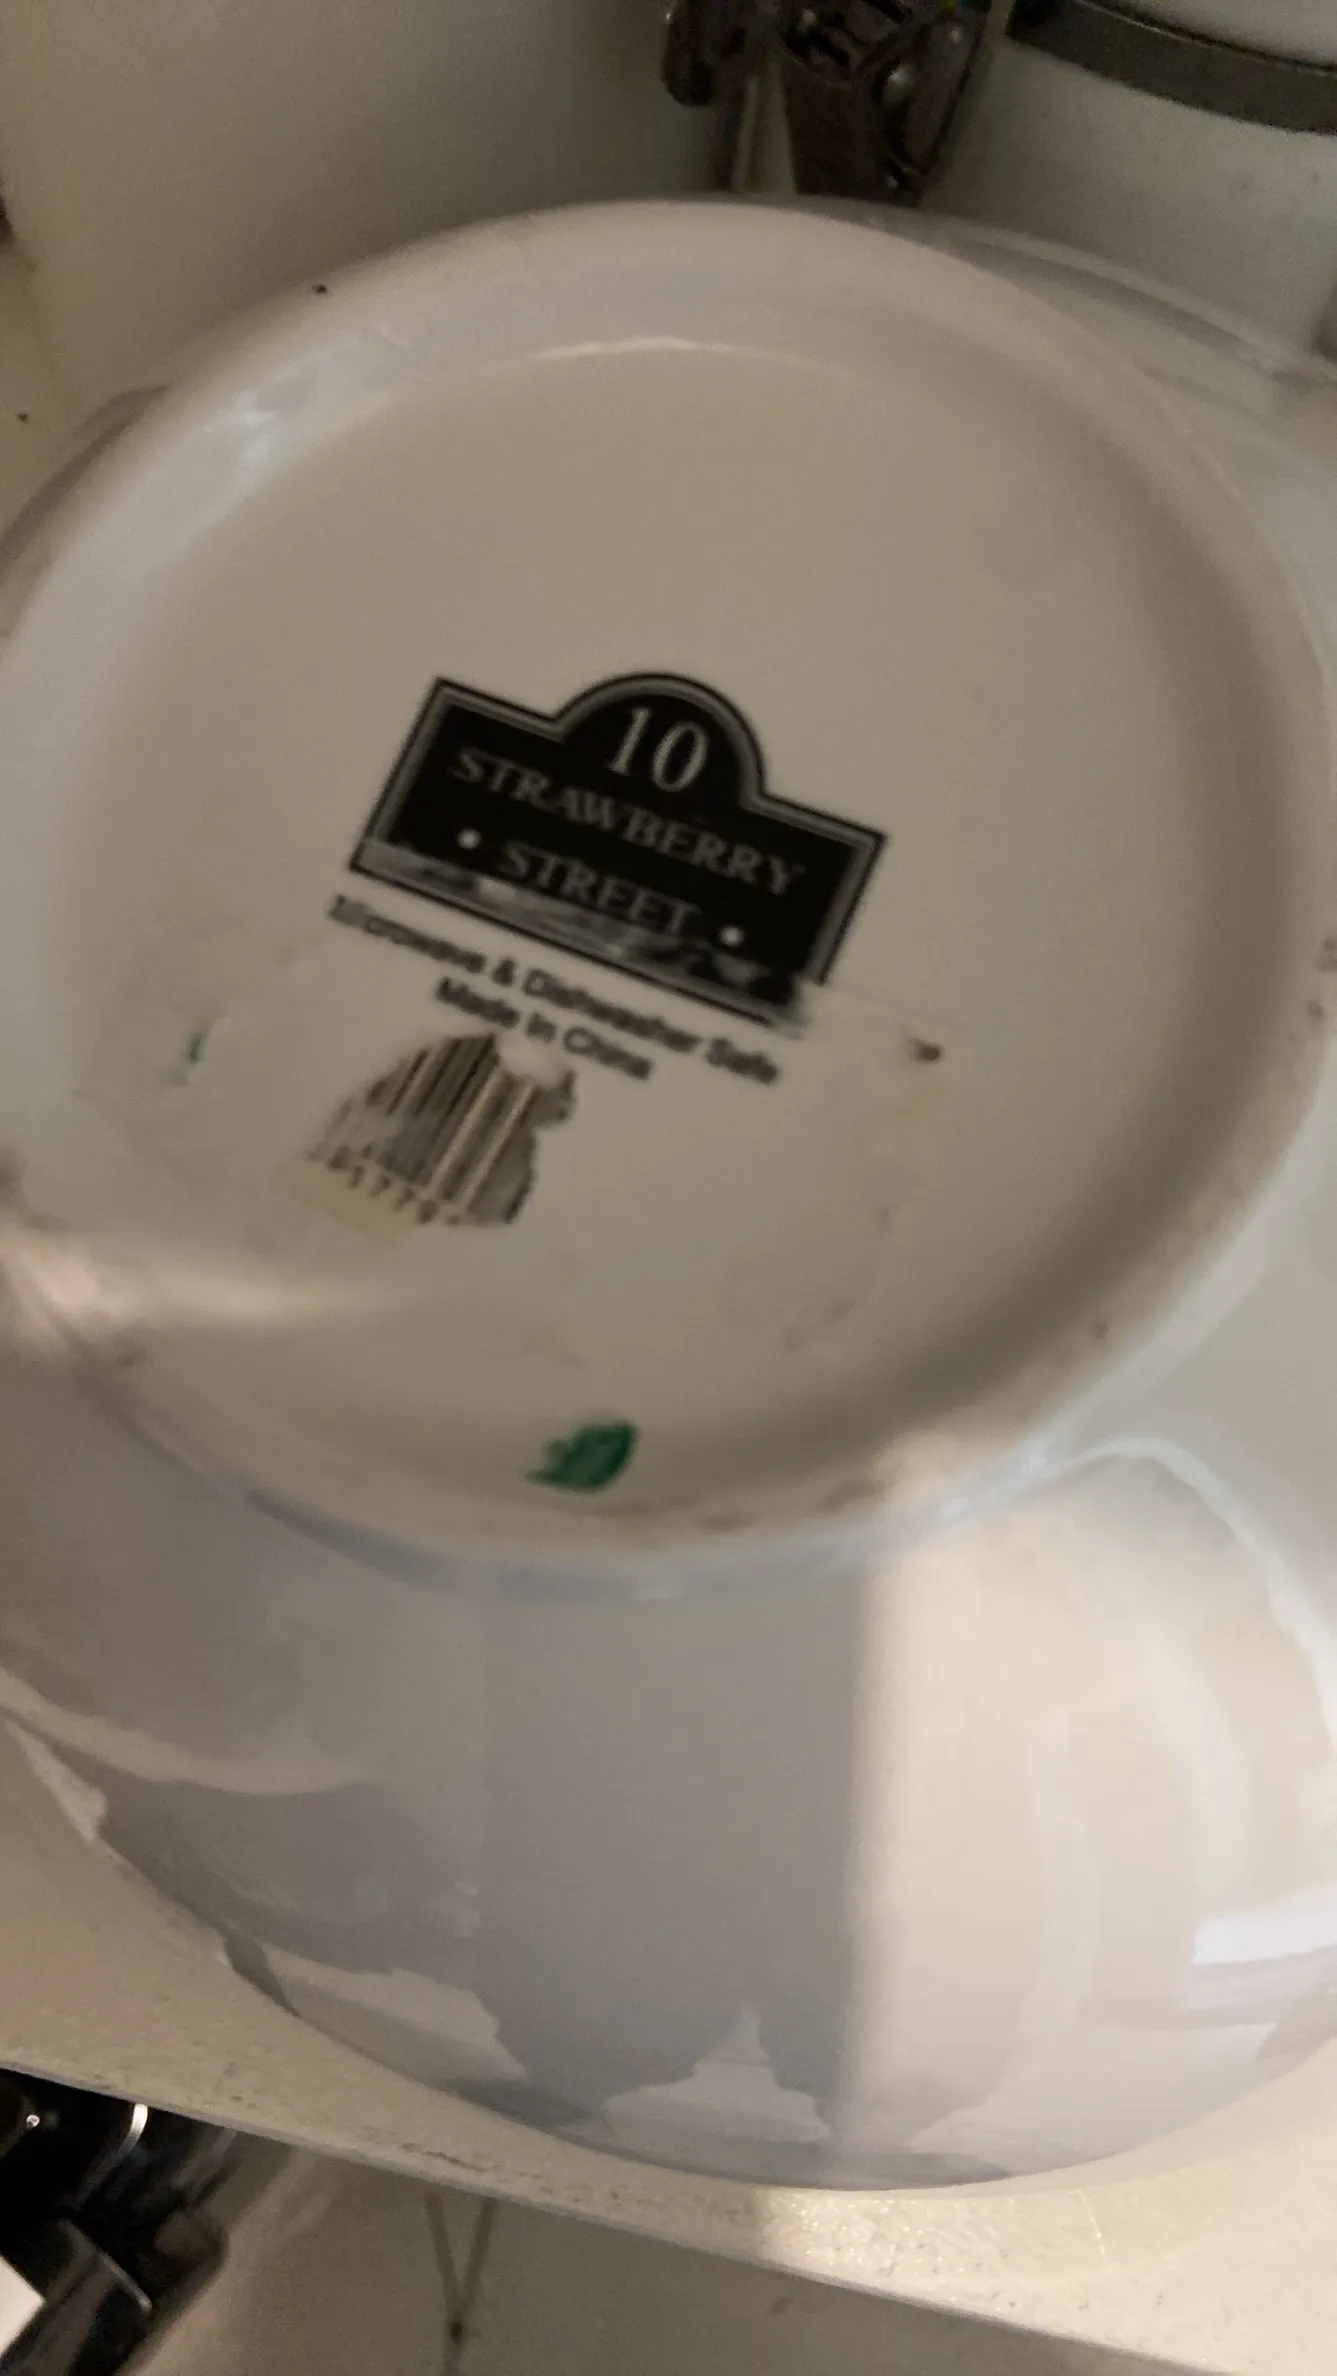 10
STRAWBERRY
• STREET •
Microwave & Dishwasher Safe
Made In China